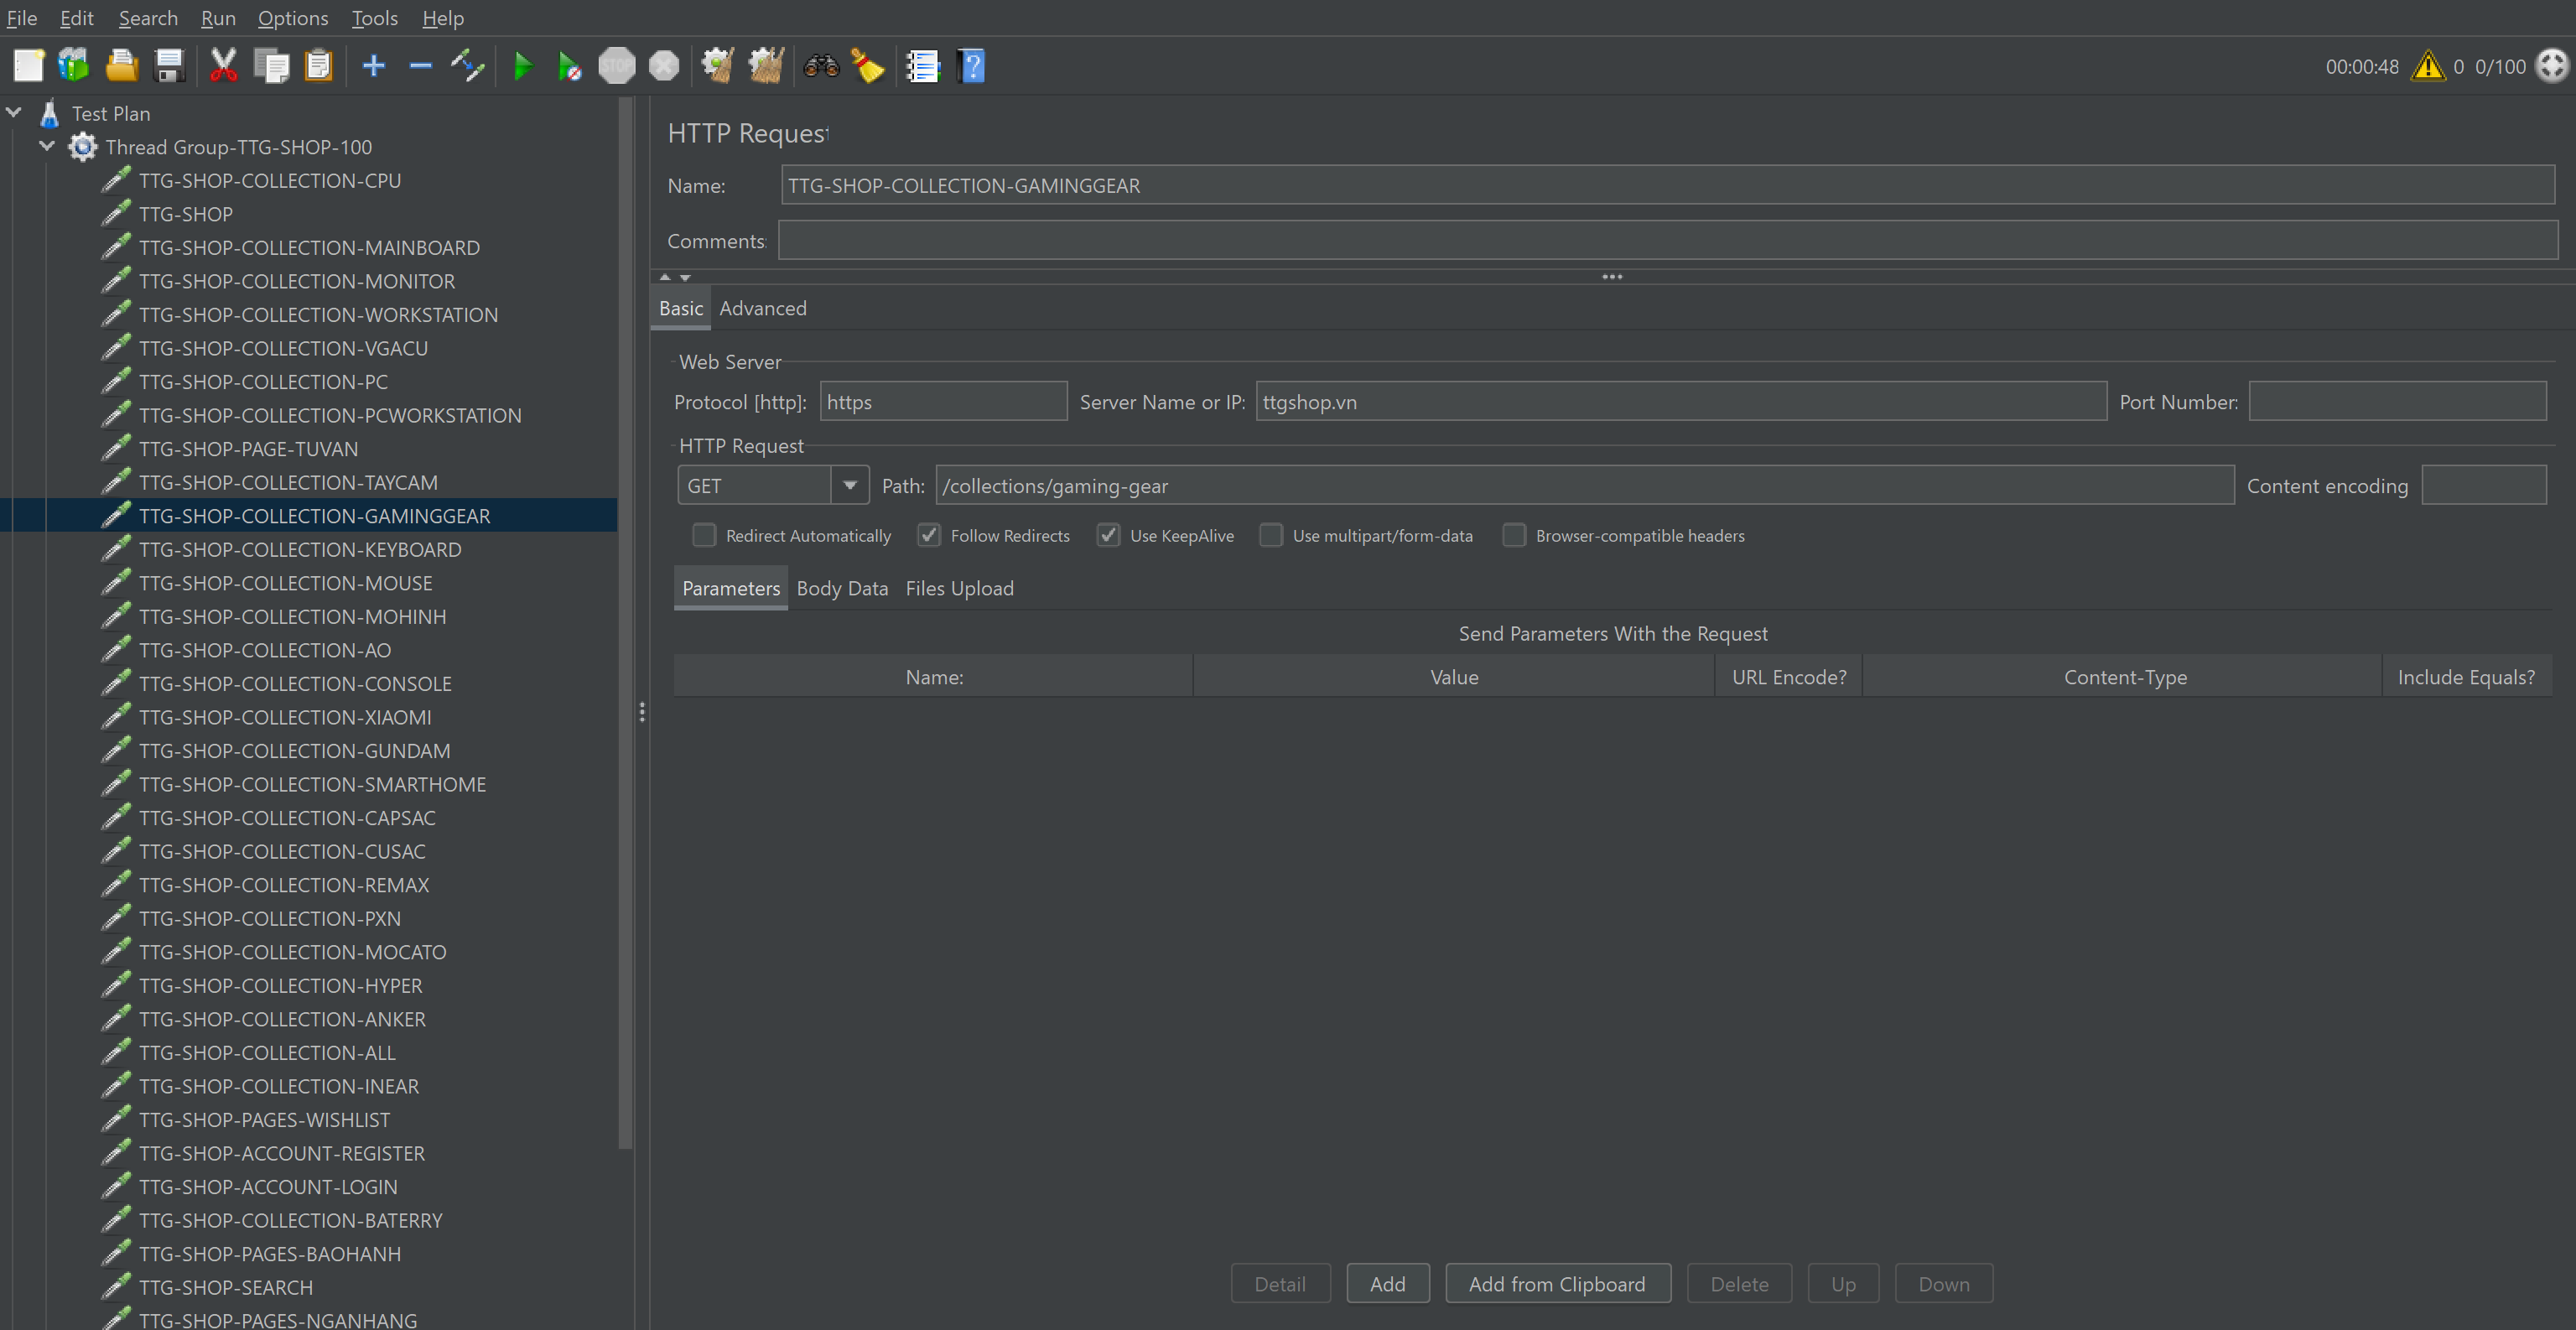 File Edit Search Run Options Tools Help
STOP
00:00:48 0 0/100
Test Plan
Thread Group-TTG-SHOP-100
TTG-SHOP-COLLECTION-CPU
TTG-SHOP
TTG-SHOP-COLLECTION-MAINBOARD
TTG-SHOP-COLLECTION-MONITOR
TTG-SHOP-COLLECTION-WORKSTATION
TTG-SHOP-COLLECTION-VGACU
TTG-SHOP-COLLECTION-PC
TTG-SHOP-COLLECTION-PCWORKSTATION
TTG-SHOP-PAGE-TUVAN
TTG-SHOP-COLLECTION-TAYCAM
TTG-SHOP-COLLECTION-GAMINGGEAR
TTG-SHOP-COLLECTION-KEYBOARD
TTG-SHOP-COLLECTION-MOUSE
TTG-SHOP-COLLECTION-MOHINH
TTG-SHOP-COLLECTION-AO
TTG-SHOP-COLLECTION-CONSOLE
TTG-SHOP-COLLECTION-XIAOMI
TTG-SHOP-COLLECTION-GUNDAM
TTG-SHOP-COLLECTION-SMARTHOME
TTG-SHOP-COLLECTION-CAPSAC
TTG-SHOP-COLLECTION-CUSAC
TTG-SHOP-COLLECTION-REMAX
TTG-SHOP-COLLECTION-PXN
TTG-SHOP-COLLECTION-MOCATO
TTG-SHOP-COLLECTION-HYPER
TTG-SHOP-COLLECTION-ANKER
TTG-SHOP-COLLECTION-ALL
TTG-SHOP-COLLECTION-INEAR
TTG-SHOP-PAGES-WISHLIST
TTG-SHOP-ACCOUNT-REGISTER
TTG-SHOP-ACCOUNT-LOGIN
TTG-SHOP-COLLECTION-BATERRY
TTG-SHOP-PAGES-BAOHANH
TTG-SHOP-SEARCH
TTG-SHOP-PAGES-NGANHANG
HTTP Request
Name: TTG-SHOP-COLLECTION-GAMINGGEAR
Comments:
Basic Advanced
Web Server
Protocol [http]: https Server Name or IP: ttgshop.vn Port Number:
HTTP Request
GET Path: /collections/gaming-gear Content encoding
Redirect Automatically Follow Redirects Use KeepAlive Use multipart/form-data Browser-compatible headers
Parameters Body Data Files Upload
Send Parameters With the Request
Name: Value URL Encode? Content-Type Include Equals?
Detail Add Add from Clipboard Delete Up Down